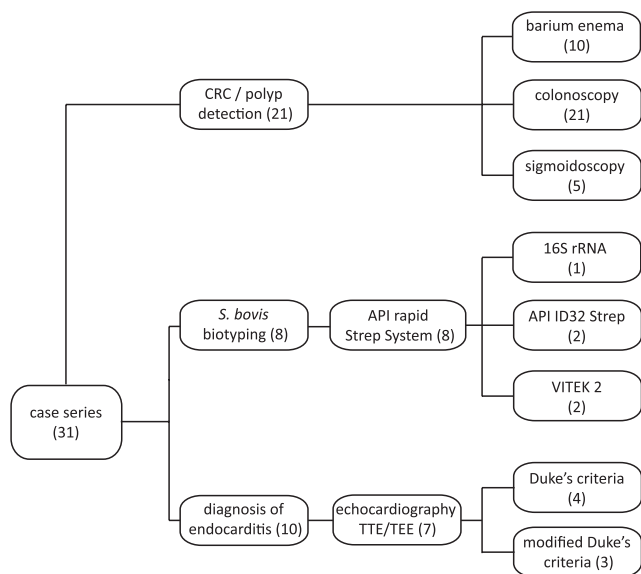 barium enema
(10)
CRC / polyp
detection (21)
colonoscopy
(21)
sigmoidoscopy
(5)
16S rRNA
(1)
S. bovis
biotyping (8)
API rapid
Strep System (8)
API ID32 Strep
(2)
VITEK 2
(2)
case series
(31)
diagnosis of
endocarditis (10)
echocardiography
TTE/TEE (7)
Duke's criteria
(4)
modified Duke's
criteria (3)